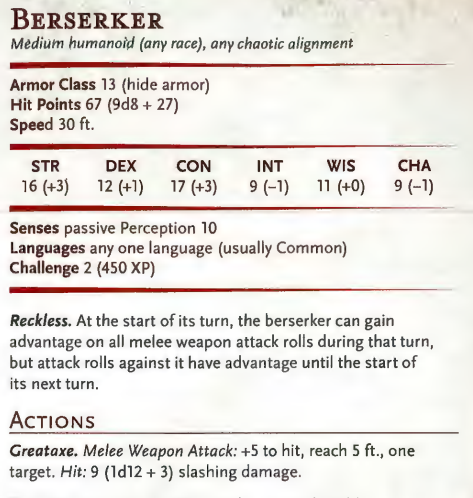 BERSERKER
Medium humanoid (any race), any chaotic alignment
Armor Class 13 (hide armor)
Hit Points 67 (9d8 + 27)
Speed 30 ft.
STR DEX CON INT WIS CHA
16 (+3) 12 (+1) 17 (+3) 9 (−1) 11 (+0) 9 (−1)
Senses passive Perception 10
Languages any one language (usually Common)
Challenge 2 (450 XP)
Reckless. At the start of its turn, the berserker can gain
advantage on all melee weapon attack rolls during that turn,
but attack rolls against it have advantage until the start of
its next turn.
ACTIONS
Greataxe. Melee Weapon Attack: +5 to hit, reach 5 ft., one
target. Hit: 9 (1d12 + 3) slashing damage.